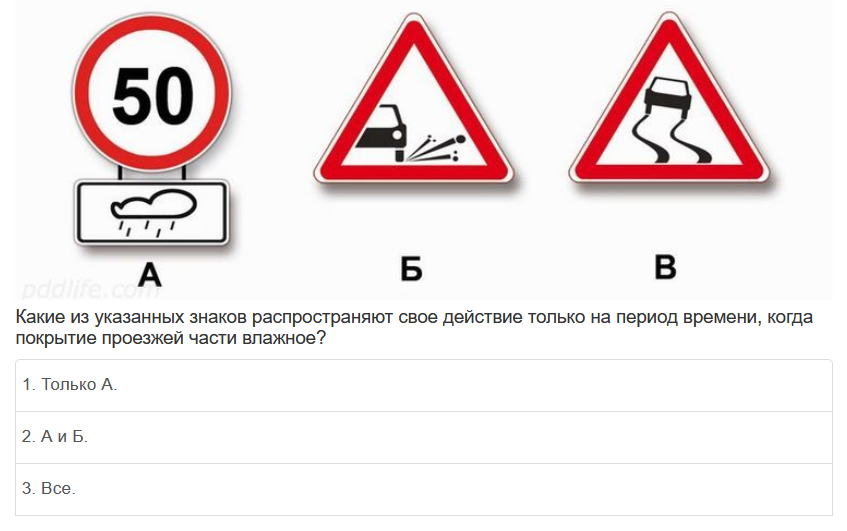 50
А
Б
В
pddlife.com
Какие из указанных знаков распространяют свое действие только на период времени, когда
покрытие проезжей части влажное?
1. Только А.
2. А и Б.
3. Все.